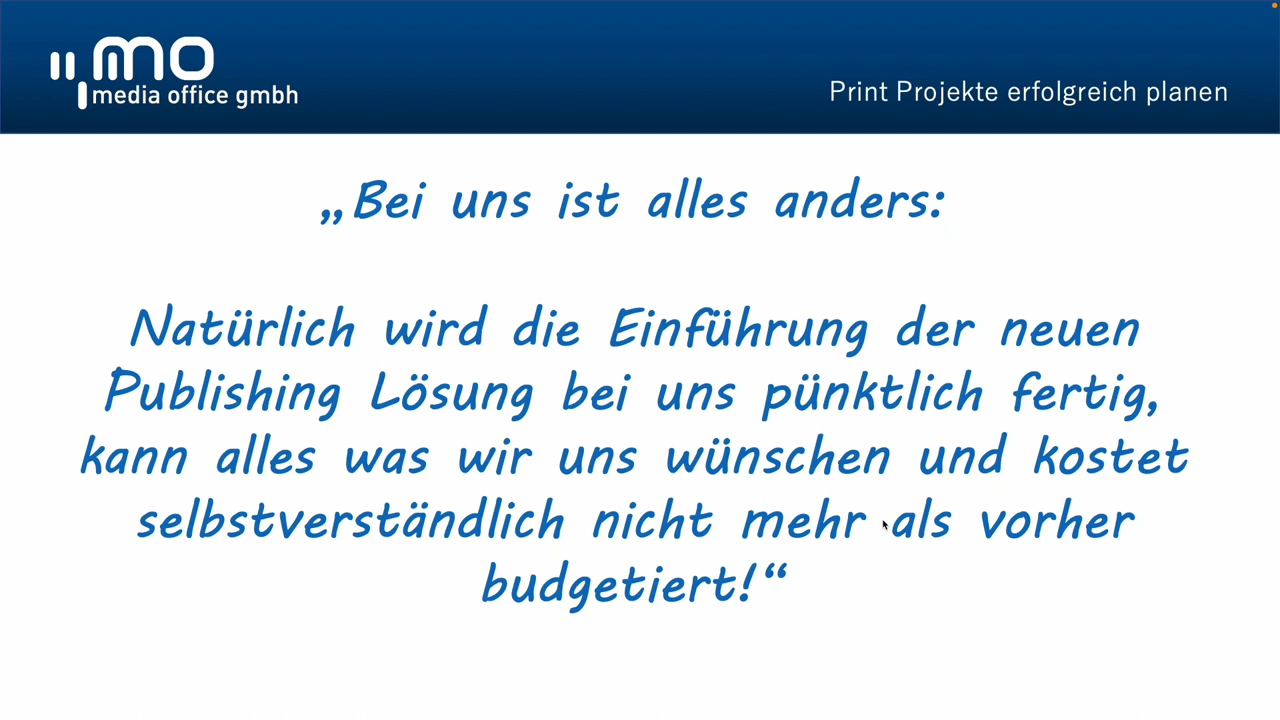 mo
media office gmbh
Print Projekte erfolgreich planen
„Bei uns ist alles anders:
Natürlich wird die Einführung der neuen
Publishing Lösung bei uns pünktlich fertig,
kann alles was wir uns wünschen und kostet
selbstverständlich nicht mehr als vorher
budgetiert!“